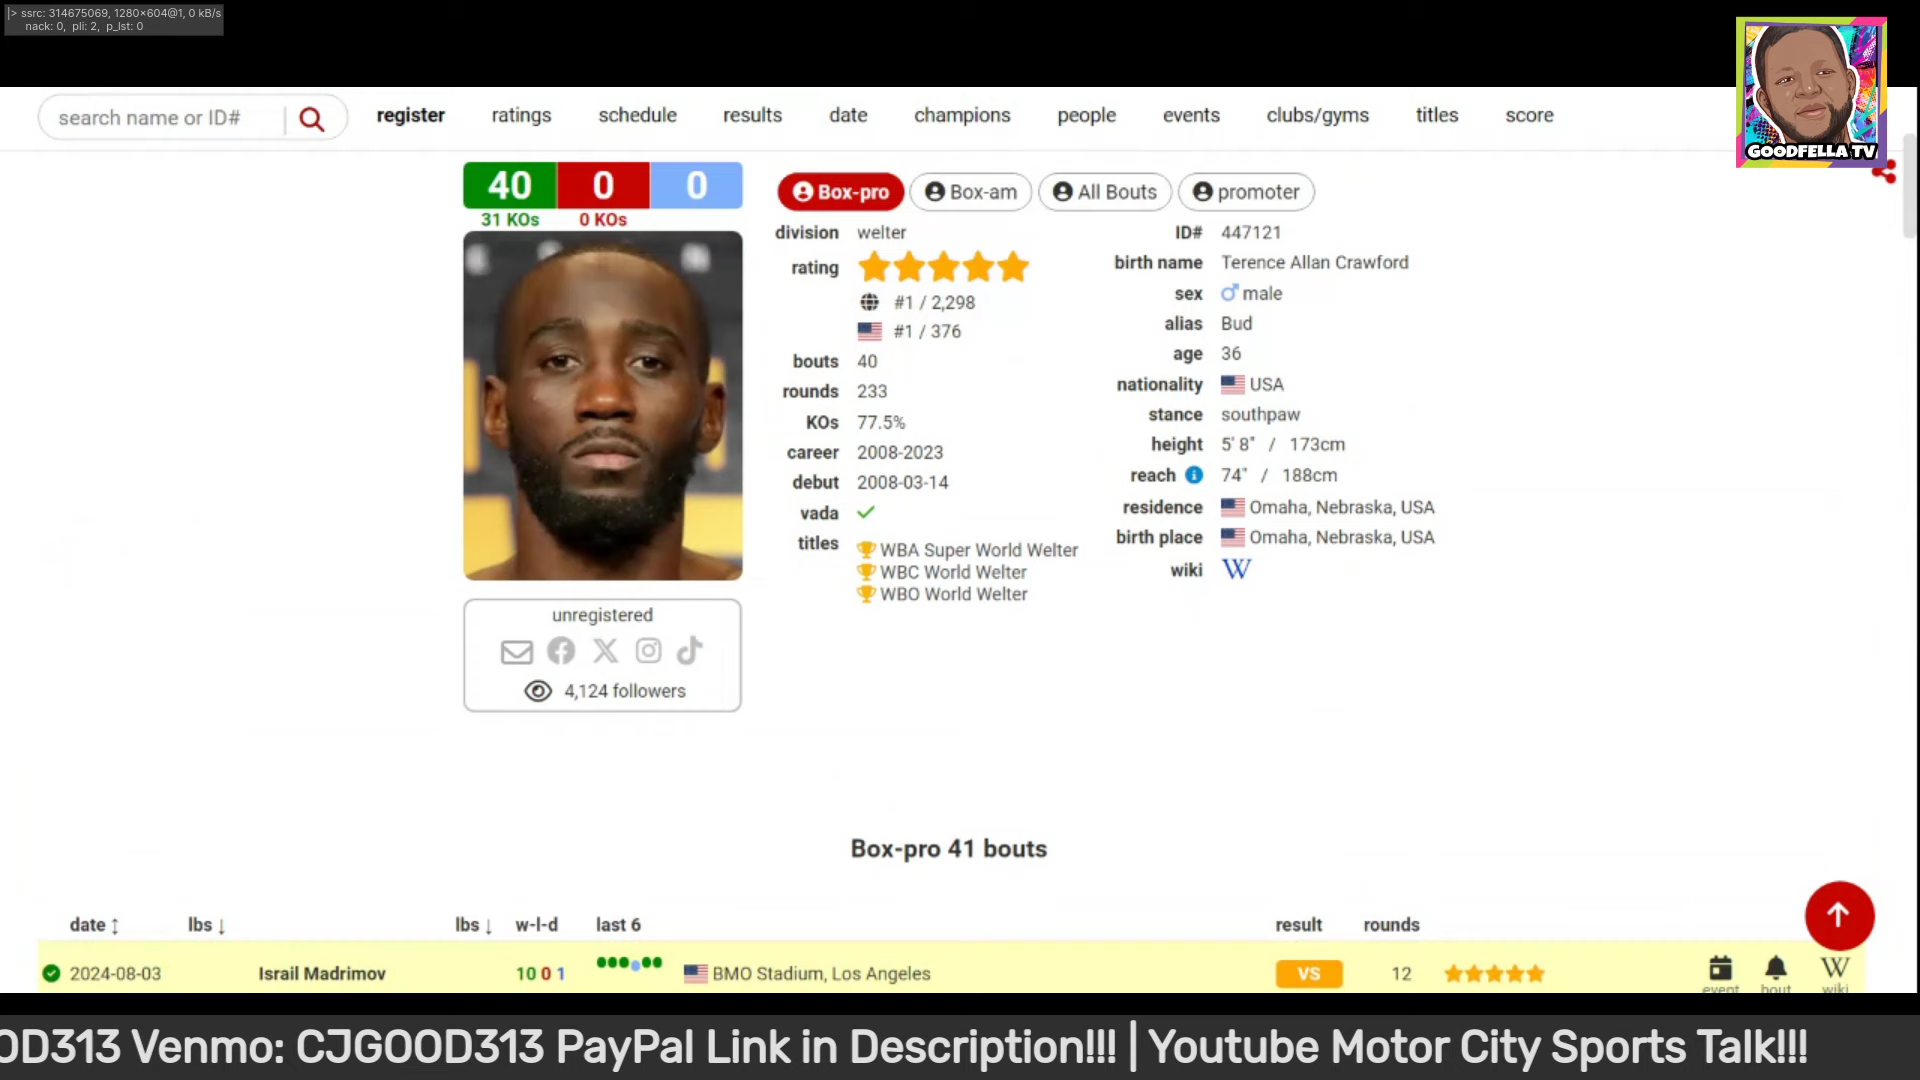 |> ssrc: 314675069, 1280×604@1, 0 kB/s
nack: 0, pli: 2, p_lst: 0
GOODFELLA TV
search name or ID#
register ratings schedule results date champions people events clubs/gyms titles score
40 0 0
31 KOs 0 KOs
Box-pro Box-am All Bouts promoter
division welter
rating
#1 / 2,298
#1 / 376
bouts 40
rounds 233
KOs 77.5%
career 2008-2023
debut 2008-03-14
vada
titles WBA Super World Welter
WBC World Welter
WBO World Welter
ID# 447121
birth name Terence Allan Crawford
sex male
alias Bud
age 36
nationality USA
stance southpaw
height 5' 8" / 173cm
reach 74" / 188cm
residence Omaha, Nebraska, USA
birth place Omaha, Nebraska, USA
wiki W
unregistered
4,124 followers
Box-pro 41 bouts
date lbs lbs w-l-d last 6 result rounds
2024-08-03 Israil Madrimov 10 0 1 BMO Stadium, Los Angeles VS 12 W
event bout wiki
OD313 Venmo: CJGOOD313 PayPal Link in Description!!! | Youtube Motor City Sports Talk!!!